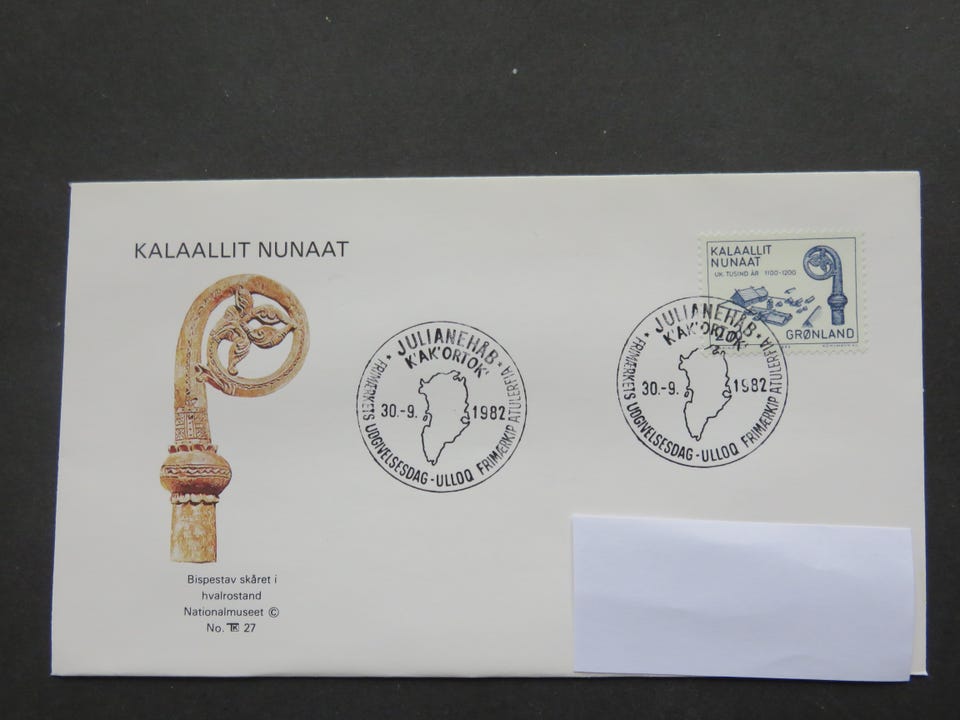 KALAALLIT NUNAAT
Bispestav skåret i
hvalrostand
Nationalmuseet ©
No. TK 27
JULIANEHÅB
K'AK'ORTOK'
30.-9. 1982
FRIMÆRKETS UDGIVELSESDAG - ULLOQ FRIMÆRKIP ATULERFIA
KALAALLIT
NUNAAT
UK. TUSIND ÅR 1100-1200
20+
GRØNLAND
JULIANEHÅB
K'AK'ORTOK'
30.-9. 1982
FRIMÆRKETS UDGIVELSESDAG - ULLOQ FRIMÆRKIP ATULERFIA